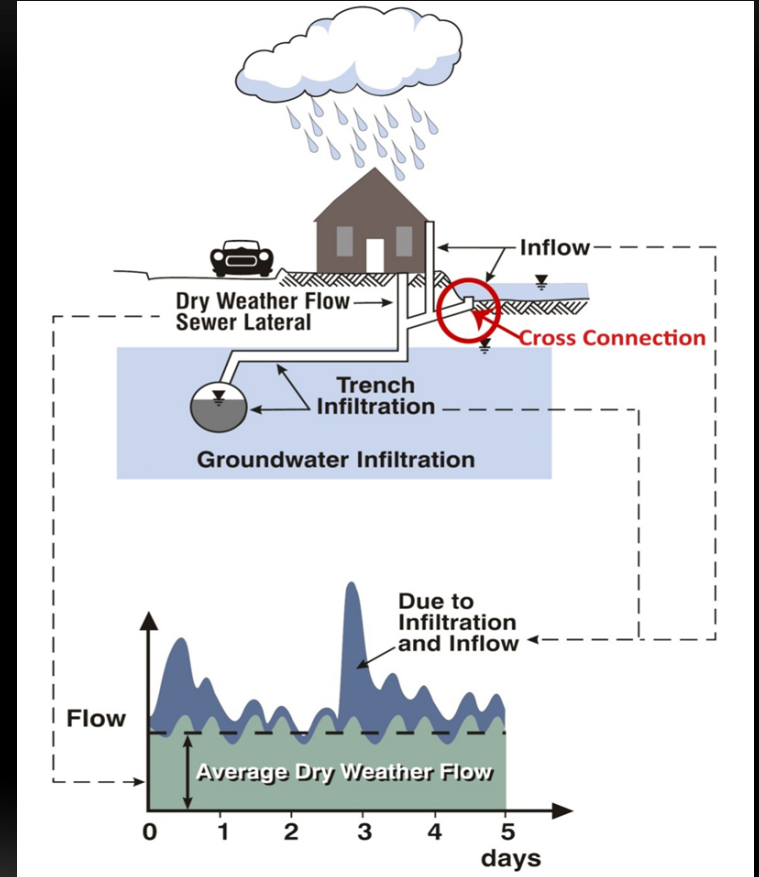 Inflow
Dry Weather Flow
Sewer Lateral
Cross Connection
Trench
Infiltration
Groundwater Infiltration
Due to
Infiltration
and Inflow
Flow
Average Dry Weather Flow
0 1 2 3 4 5
days